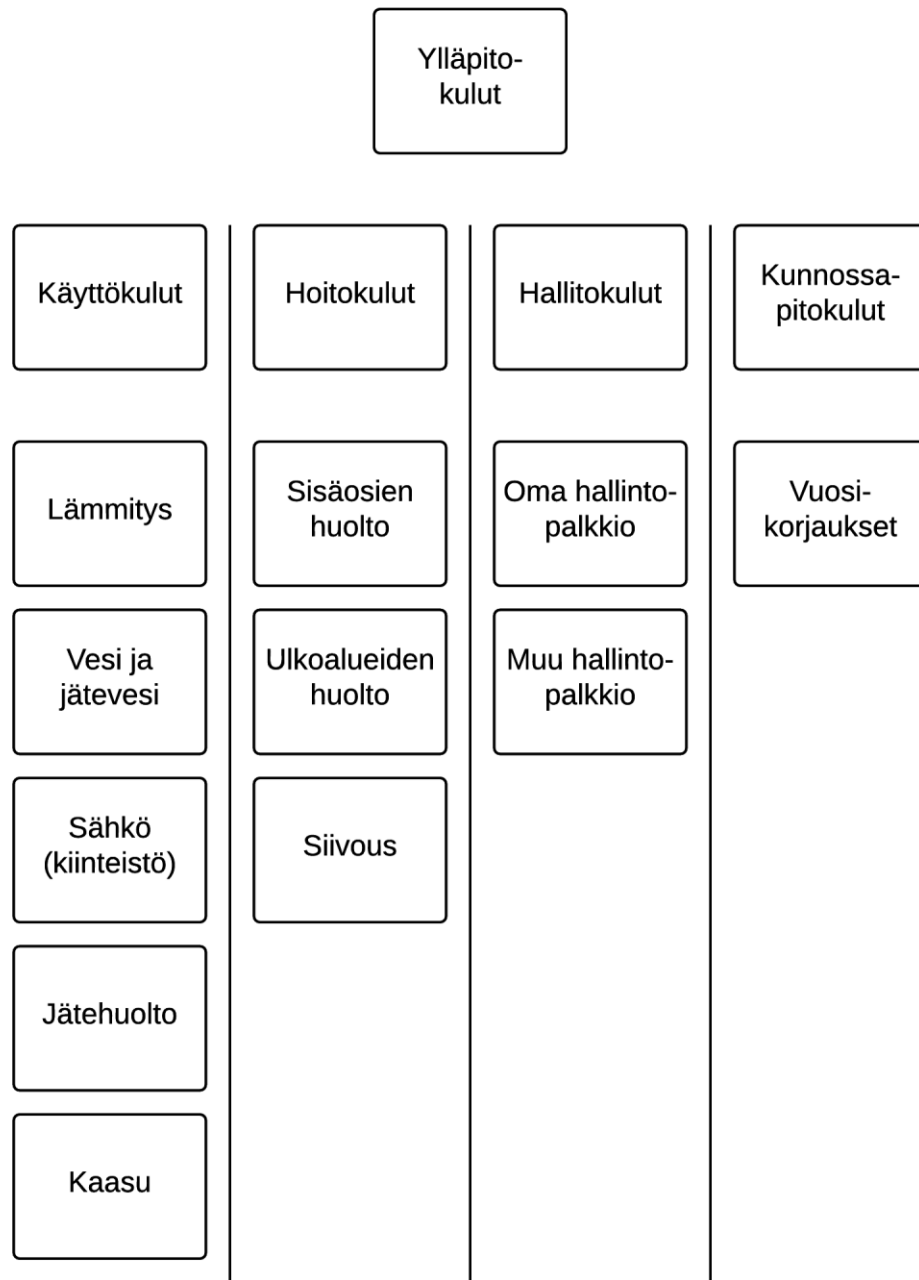 Ylläpito-
kulut
Käyttökulut
Hoitokulut
Hallitokulut
Kunnossa-
pitokulut
Lämmitys
Sisäosien
huolto
Oma hallinto-
palkkio
Vuosi-
korjaukset
Vesi ja
jätevesi
Ulkoalueiden
huolto
Muu hallinto-
palkkio
Sähkö
(kiinteistö)
Siivous
Jätehuolto
Kaasu